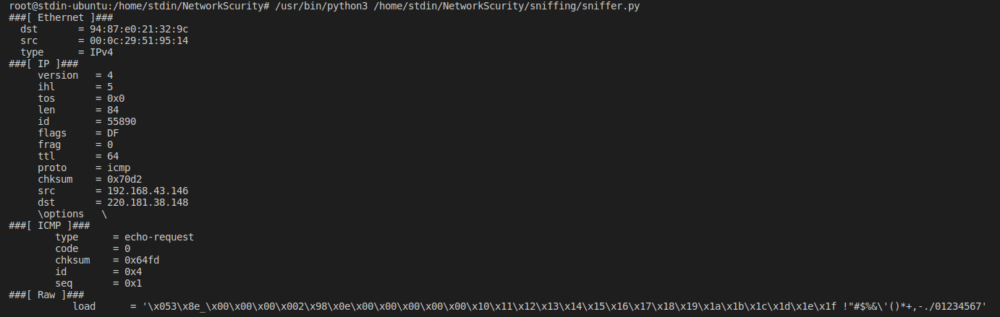 root@stdin-ubuntu:/home/stdin/NetworkScurity# /usr/bin/python3 /home/stdin/NetworkScurity/sniffing/sniffer.py
###[ Ethernet ]###
  dst       = 94:87:e0:21:32:9c
  src       = 00:0c:29:51:95:14
  type      = IPv4
###[ IP ]###
     version   = 4
     ihl       = 5
     tos       = 0x0
     len       = 84
     id        = 55890
     flags     = DF
     frag      = 0
     ttl       = 64
     proto     = icmp
     chksum    = 0x70d2
     src       = 192.168.43.146
     dst       = 220.181.38.148
     \options   \
###[ ICMP ]###
        type      = echo-request
        code      = 0
        chksum    = 0x64fd
        id        = 0x4
        seq       = 0x1
###[ Raw ]###
           load      = '\x053\x8e_\x00\x00\x00\x002\x98\x0e\x00\x00\x00\x00\x00\x10\x11\x12\x13\x14\x15\x16\x17\x18\x19\x1a\x1b\x1c\x1d\x1e\x1f !"#$%&\'()*+,-./01234567'